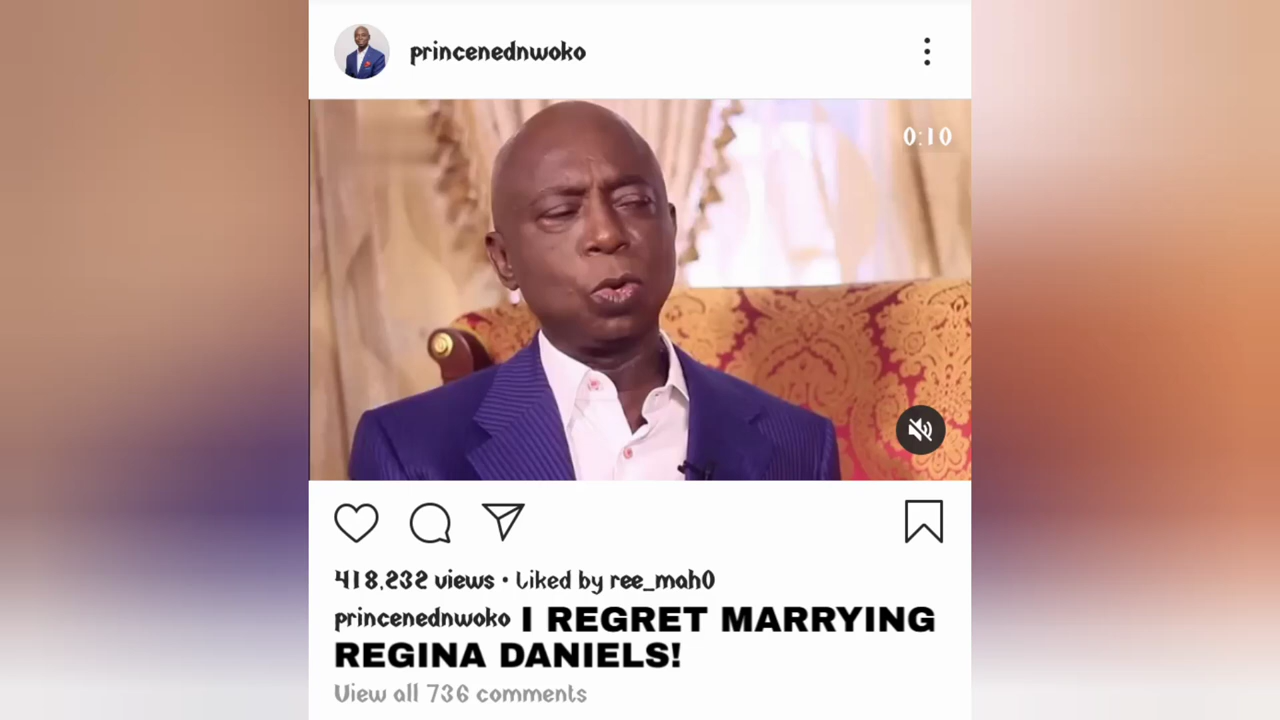 princenednwoko
0:10
418,232 views • Liked by ree_mah0
princenednwoko I REGRET MARRYING
REGINA DANIELS!
View all 736 comments